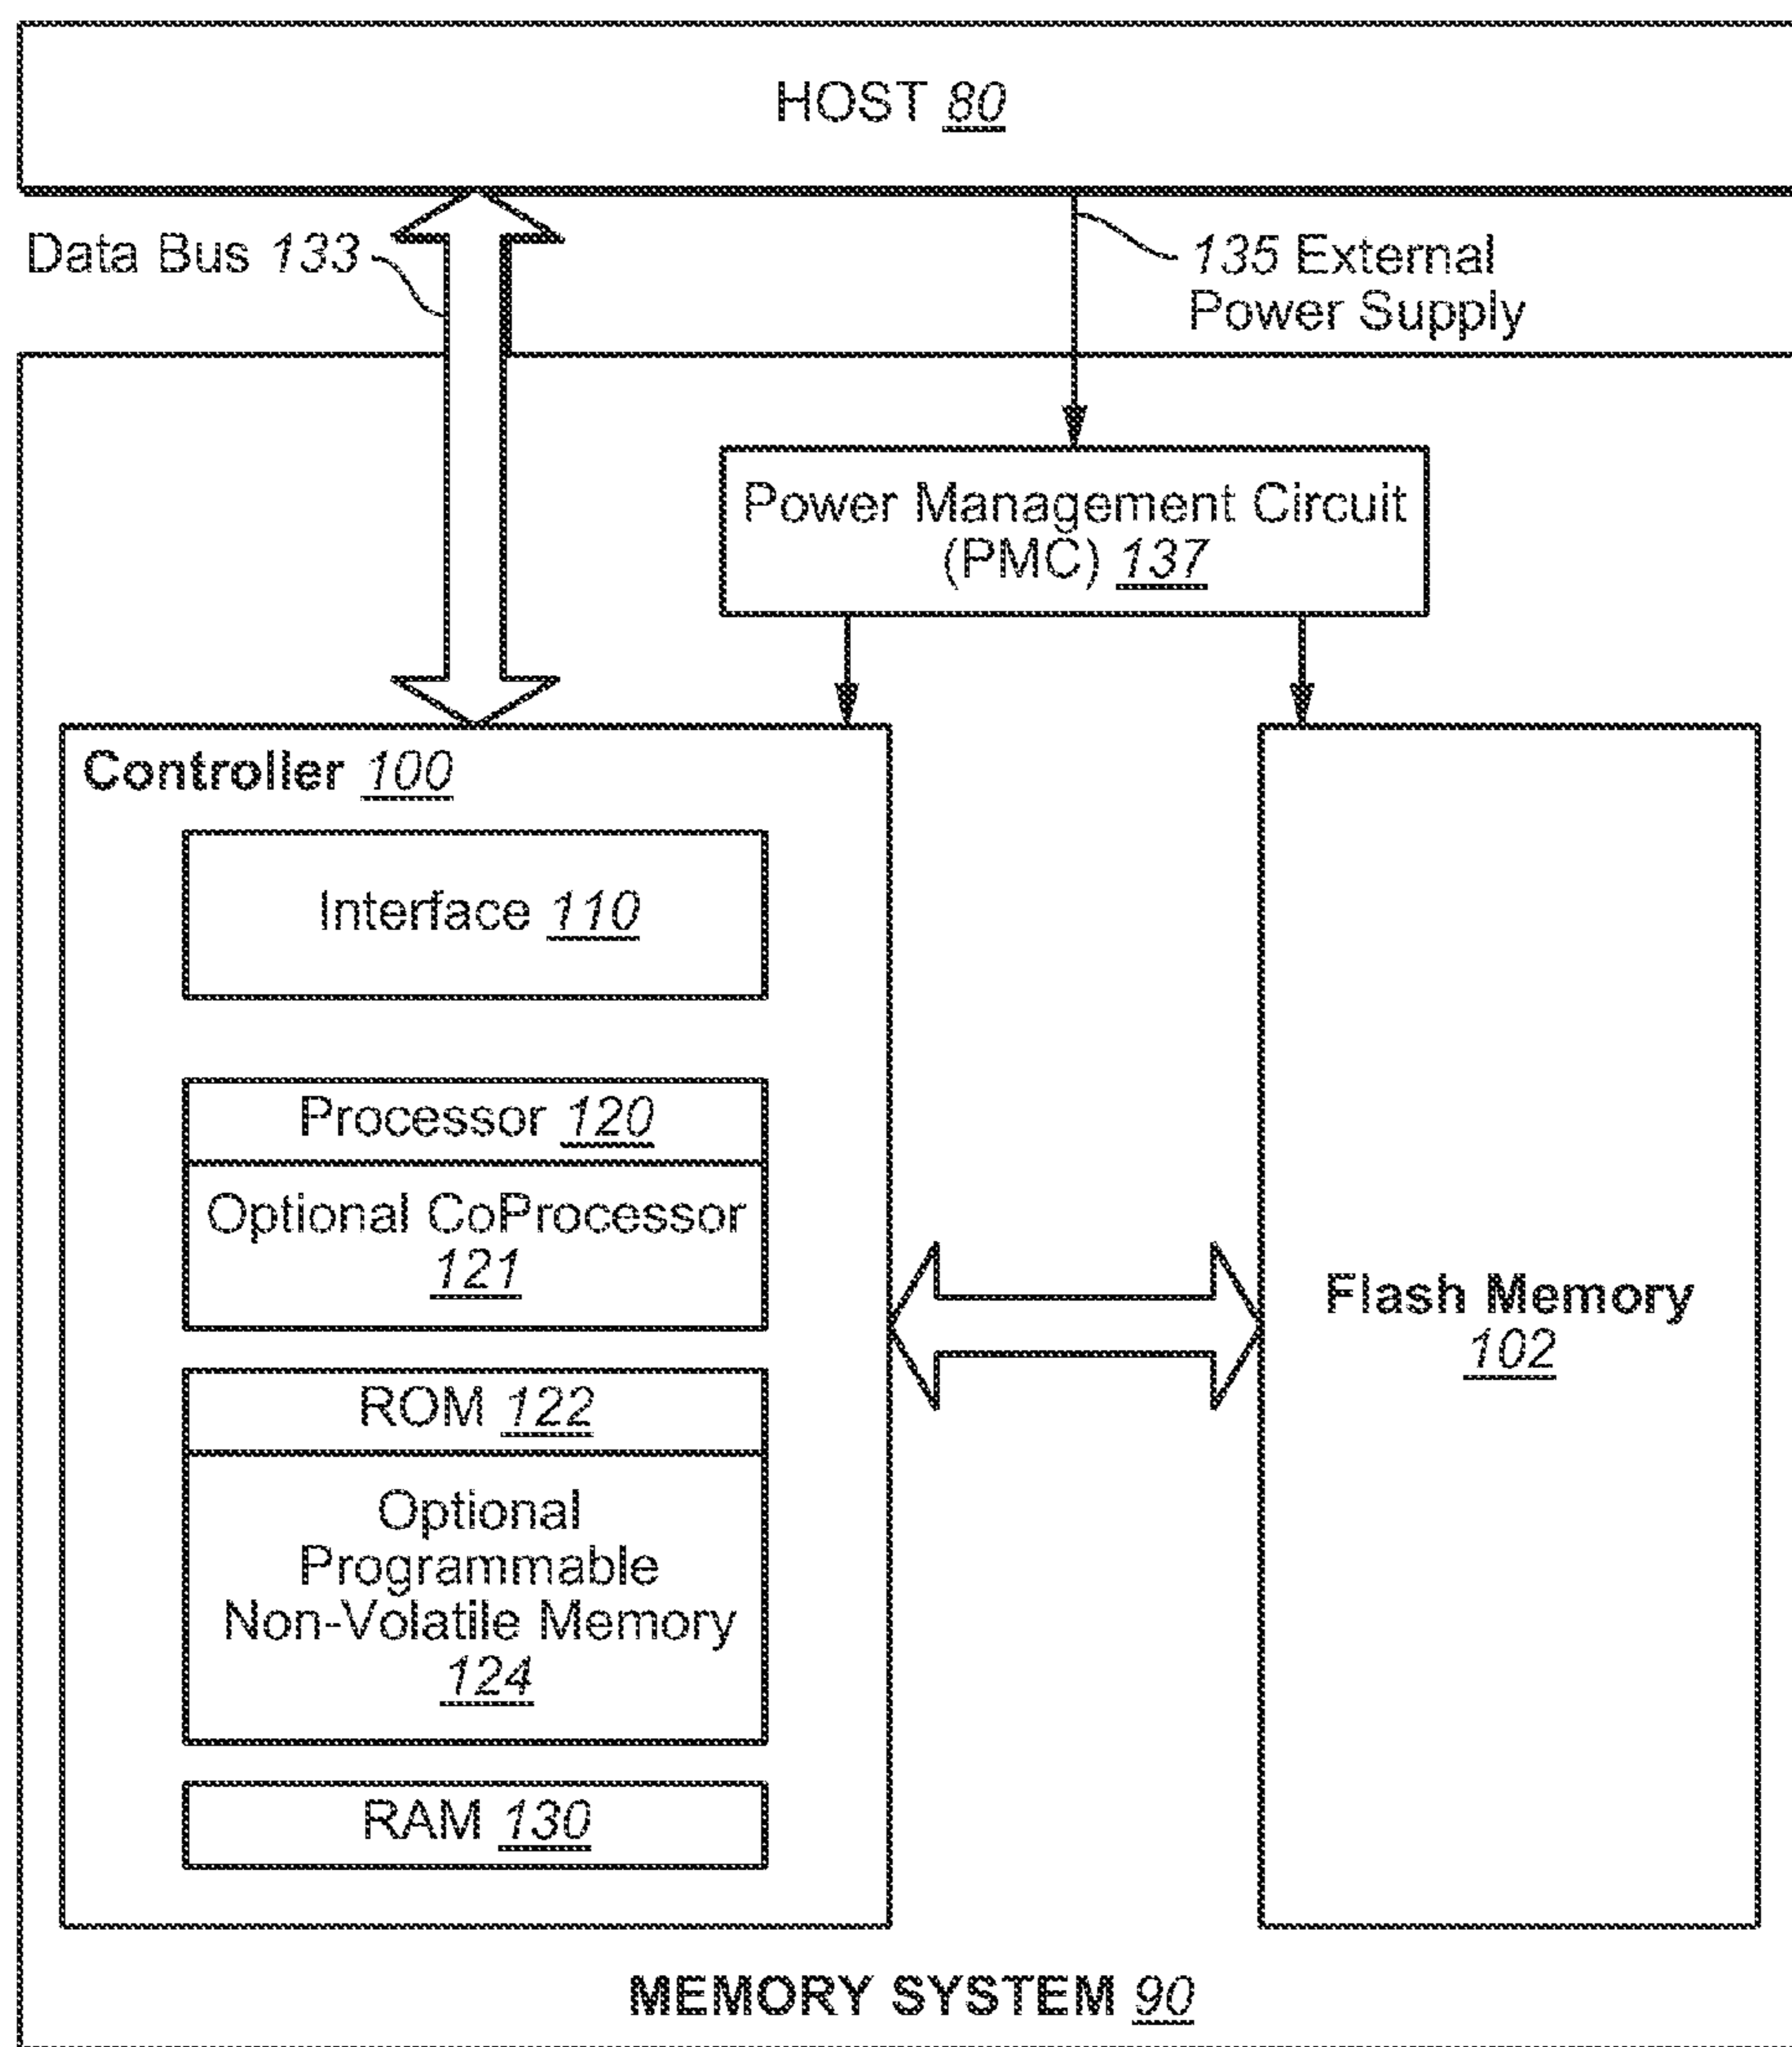 HOST 80
Data Bus 133
135 External
Power Supply
Power Management Circuit
(PMC) 137
Controller 100
Interface 110
Processor 120
Optional CoProcessor
121
ROM 122
Optional
Programmable
Non-Volatile Memory
124
RAM 130
Flash Memory
102
MEMORY SYSTEM 90